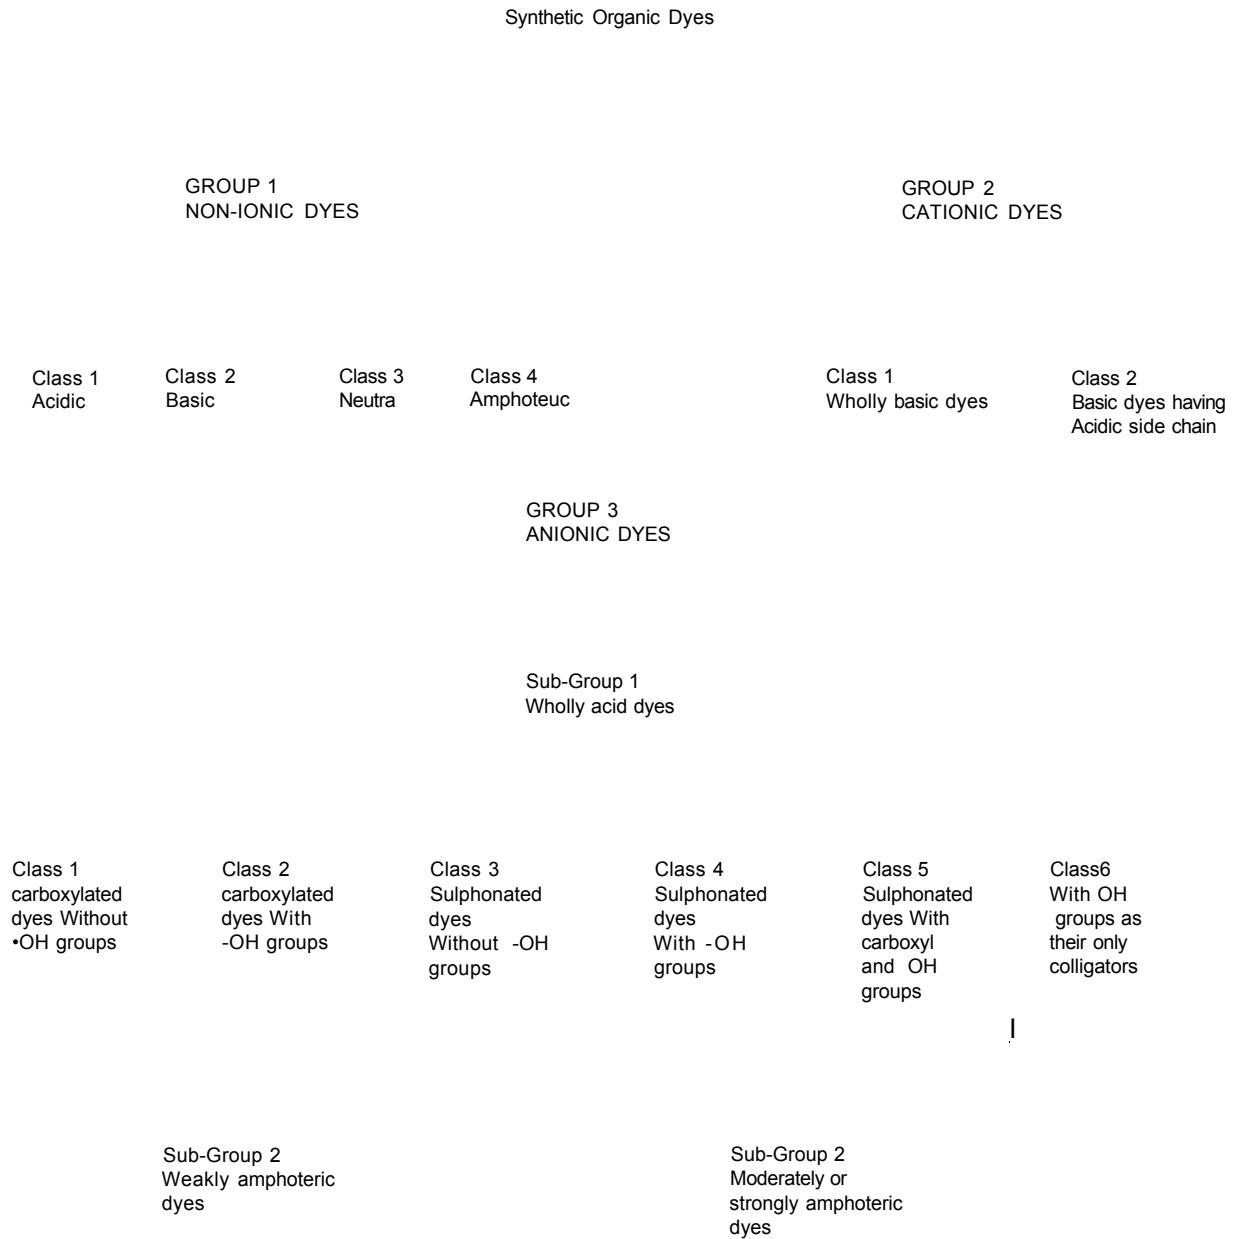 Synthetic Organic Dyes
GROUP 1
NON-IONIC DYES
GROUP 2
CATIONIC DYES
Class 1
Acidic
Class 2
Basic
Class 3
Neutra
Class 4
Amphoteuc
Class 1
Wholly basic dyes
Class 2
Basic dyes having
Acidic side chain
GROUP 3
ANIONIC DYES
Sub-Group 1
Wholly acid dyes
Class 1
carboxylated
dyes Without
•OH groups
Class 2
carboxylated
dyes With
-OH groups
Class 3
Sulphonated
dyes
Without -OH
groups
Class 4
Sulphonated
dyes
With -OH
groups
Class 5
Sulphonated
dyes With
carboxyl
and OH
groups
Class6
With OH
groups as
their only
colligators
Sub-Group 2
Weakly amphoteric
dyes
Sub-Group 2
Moderately or
strongly amphoteric
dyes